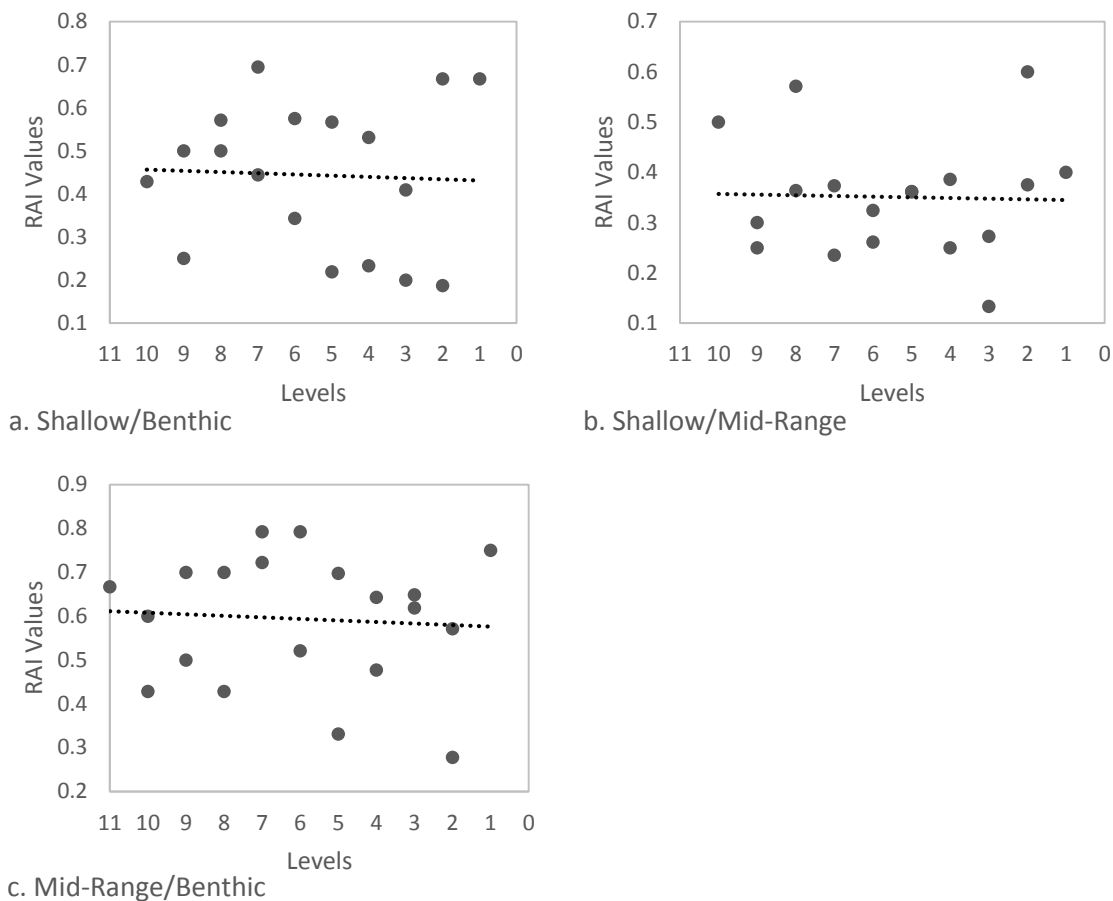 0.8
0.7
0.6
0.5
0.4
0.3
0.2
0.1
RAI Values
11 10 9 8 7 6 5 4 3 2 1 0
Levels
a. Shallow/Benthic
0.7
0.6
0.5
0.4
0.3
0.2
0.1
RAI Values
11 10 9 8 7 6 5 4 3 2 1 0
Levels
b. Shallow/Mid-Range
0.9
0.8
0.7
0.6
0.5
0.4
0.3
0.2
RAI Values
11 10 9 8 7 6 5 4 3 2 1 0
Levels
c. Mid-Range/Benthic